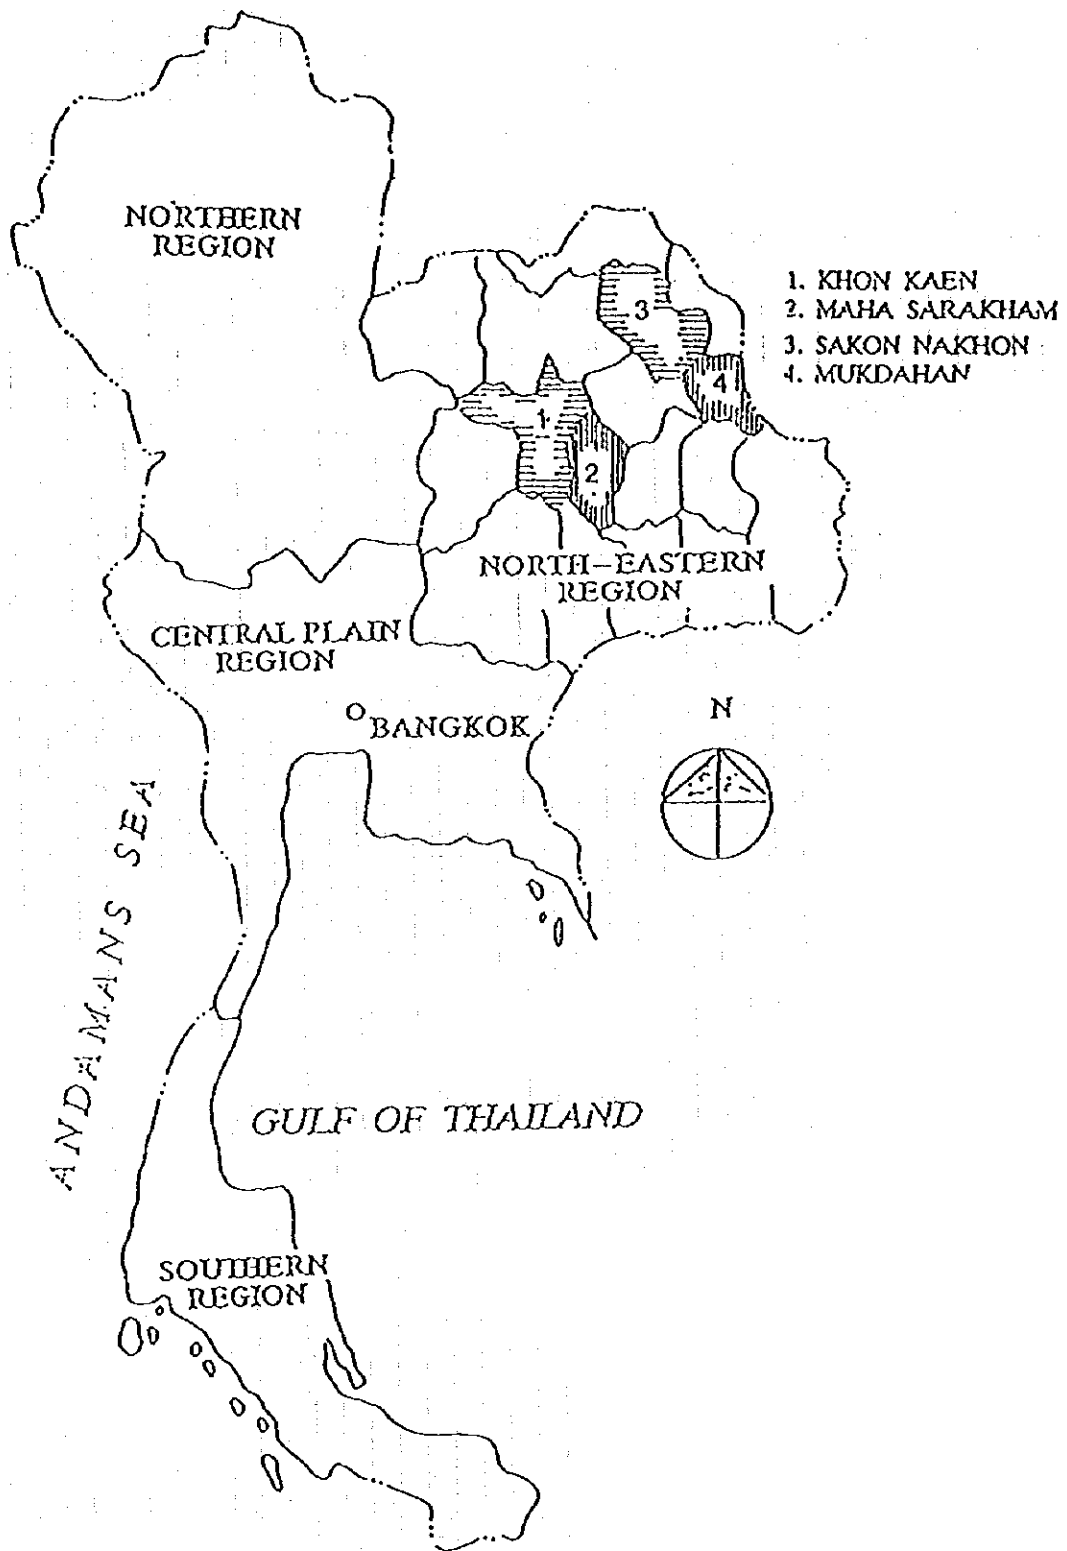 NORTHERN
REGION
1. KHON KAEN
2. MAHA SARAKHAM
3. SAKON NAKHON
4. MUKDAHAN
3
4
1
2
NORTH-EASTERN
REGION
CENTRAL PLAIN
REGION
BANGKOK
N
ANDAMANS SEA
GULF OF THAILAND
SOUTHERN
REGION